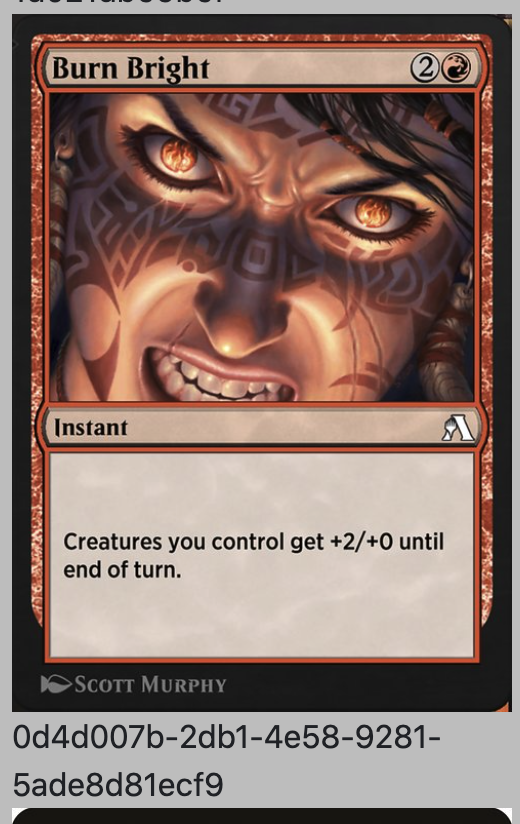 Burn Bright 2
Instant
Creatures you control get +2/+0 until
end of turn.
Scott Murphy
0d4d007b-2db1-4e58-9281-
5ade8d81ecf9